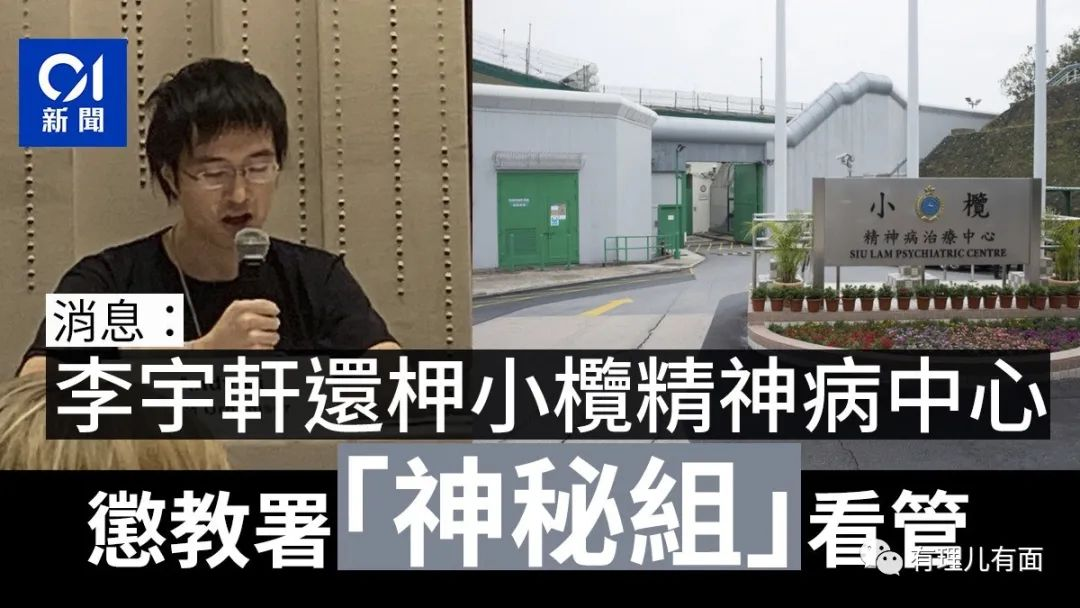 01
新聞
小欖
精神病治療中心
SIU LAM PSYCHIATRIC CENTRE
消息：
李宇軒還柙小欖精神病中心
懲教署「神秘組」看管
有理儿有面